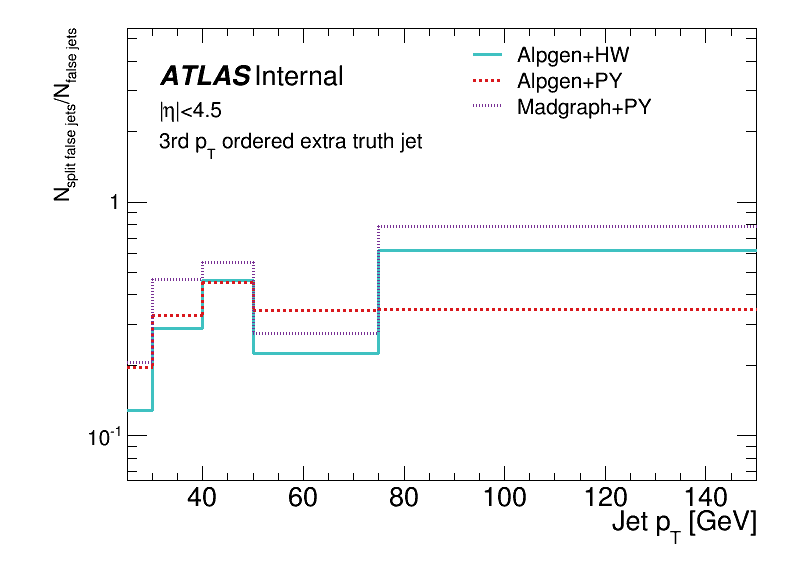 N_split false jets/N_false jets
ATLAS Internal
|η|<4.5
3rd p_T ordered extra truth jet
Alpgen+HW
Alpgen+PY
Madgraph+PY
1
10^-1
40 60 80 100 120 140
Jet p_T [GeV]